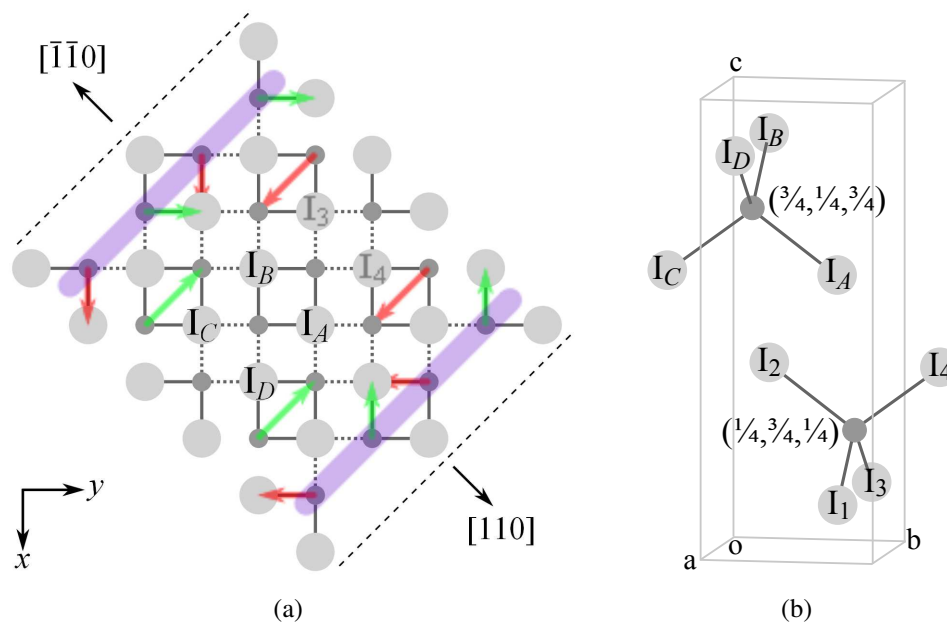 [1̄1̄0]
I3
IB
I4
IC
IA
ID
y
x
[110]
(a)
c
IB
ID
(¾,¼,¾)
IC
IA
I2
I4
(¼,¾,¼)
I3
I1
o
b
a
(b)